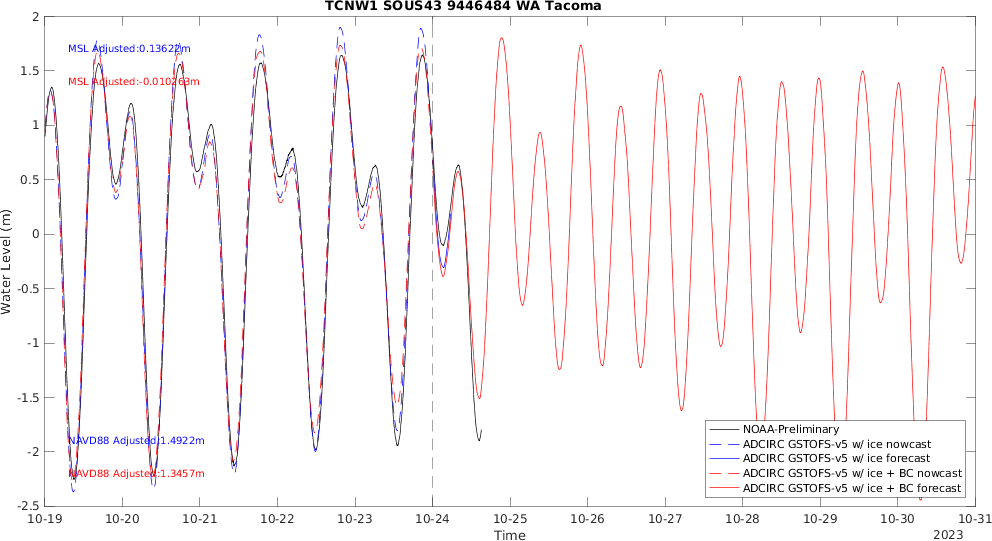 TCNW1 SOUS43 9446484 WA Tacoma
MSL Adjusted:0.13622m
MSL Adjusted:-0.010263m
NAVD88 Adjusted:1.4922m
NAVD88 Adjusted:1.3457m
Water Level (m)
2
1.5
1
0.5
0
-0.5
-1
-1.5
-2
-2.5
NOAA-Preliminary
ADCIRC GSTOFS-v5 w/ ice nowcast
ADCIRC GSTOFS-v5 w/ ice forecast
ADCIRC GSTOFS-v5 w/ ice + BC nowcast
ADCIRC GSTOFS-v5 w/ ice + BC forecast
10-19 10-20 10-21 10-22 10-23 10-24 10-25 10-26 10-27 10-28 10-29 10-30 10-31
Time
2023